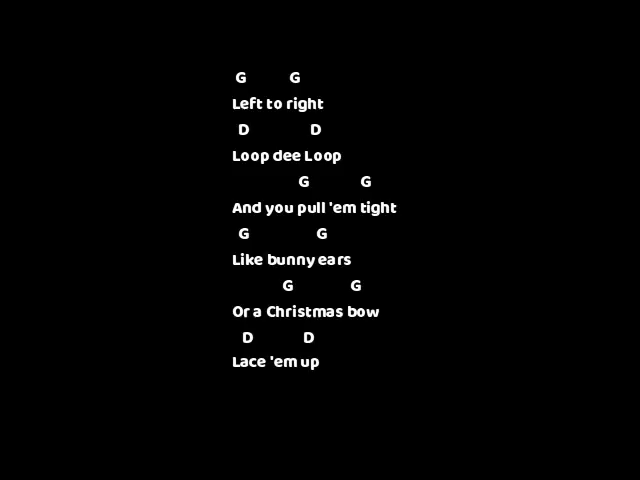 G G
Left to right
D D
Loop dee Loop
G G
And you pull 'em tight
G G
Like bunny ears
G G
Or a Christmas bow
D D
Lace 'em up